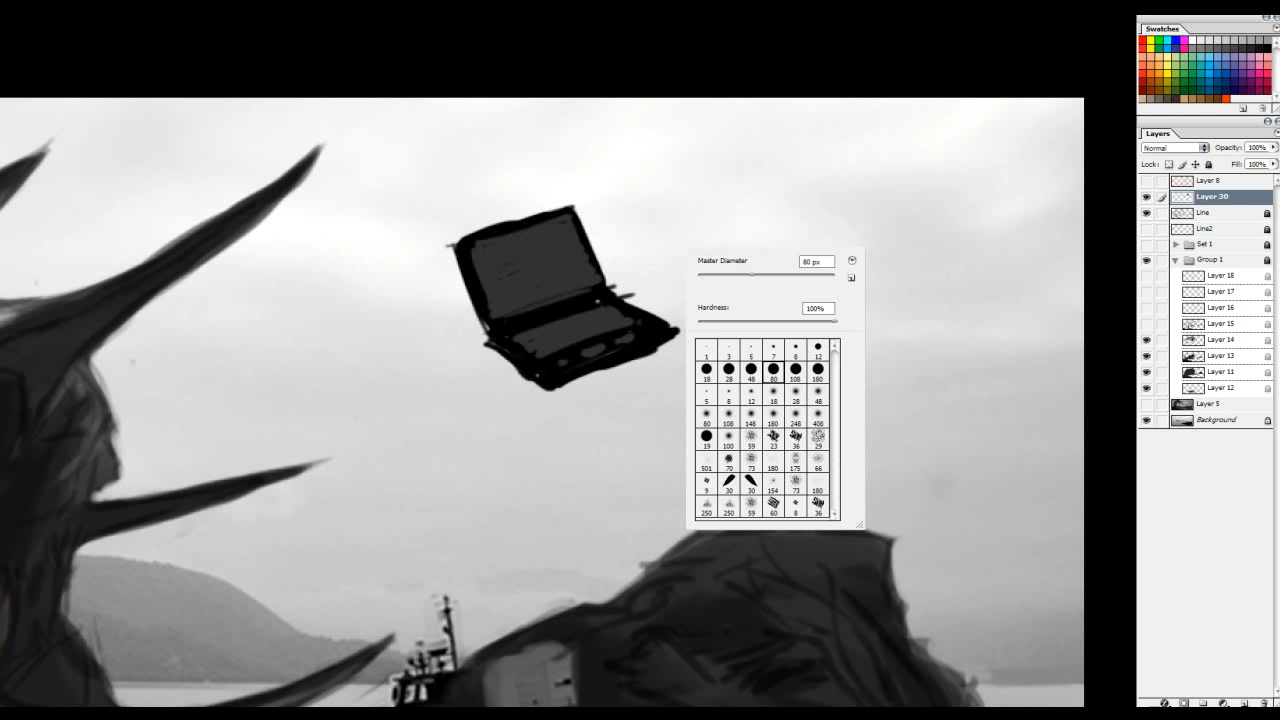 Swatches
Layers
Normal
Opacity: 100%
Lock:
Fill: 100%
Layer 8
Layer 30
Line
Line2
Set 1
Group 1
Layer 18
Layer 17
Layer 16
Layer 15
Layer 14
Layer 13
Layer 11
Layer 12
Layer 5
Background
Master Diameter
80 px
Hardness:
100%
1 3 5 7 8 12
18 28 48 80 108 180
5 8 12 18 28 48
80 108 148 180 248 408
19 100 59 23 36 29
501 70 73 180 175 66
9 30 30 154 73 180
250 250 59 60 8 36